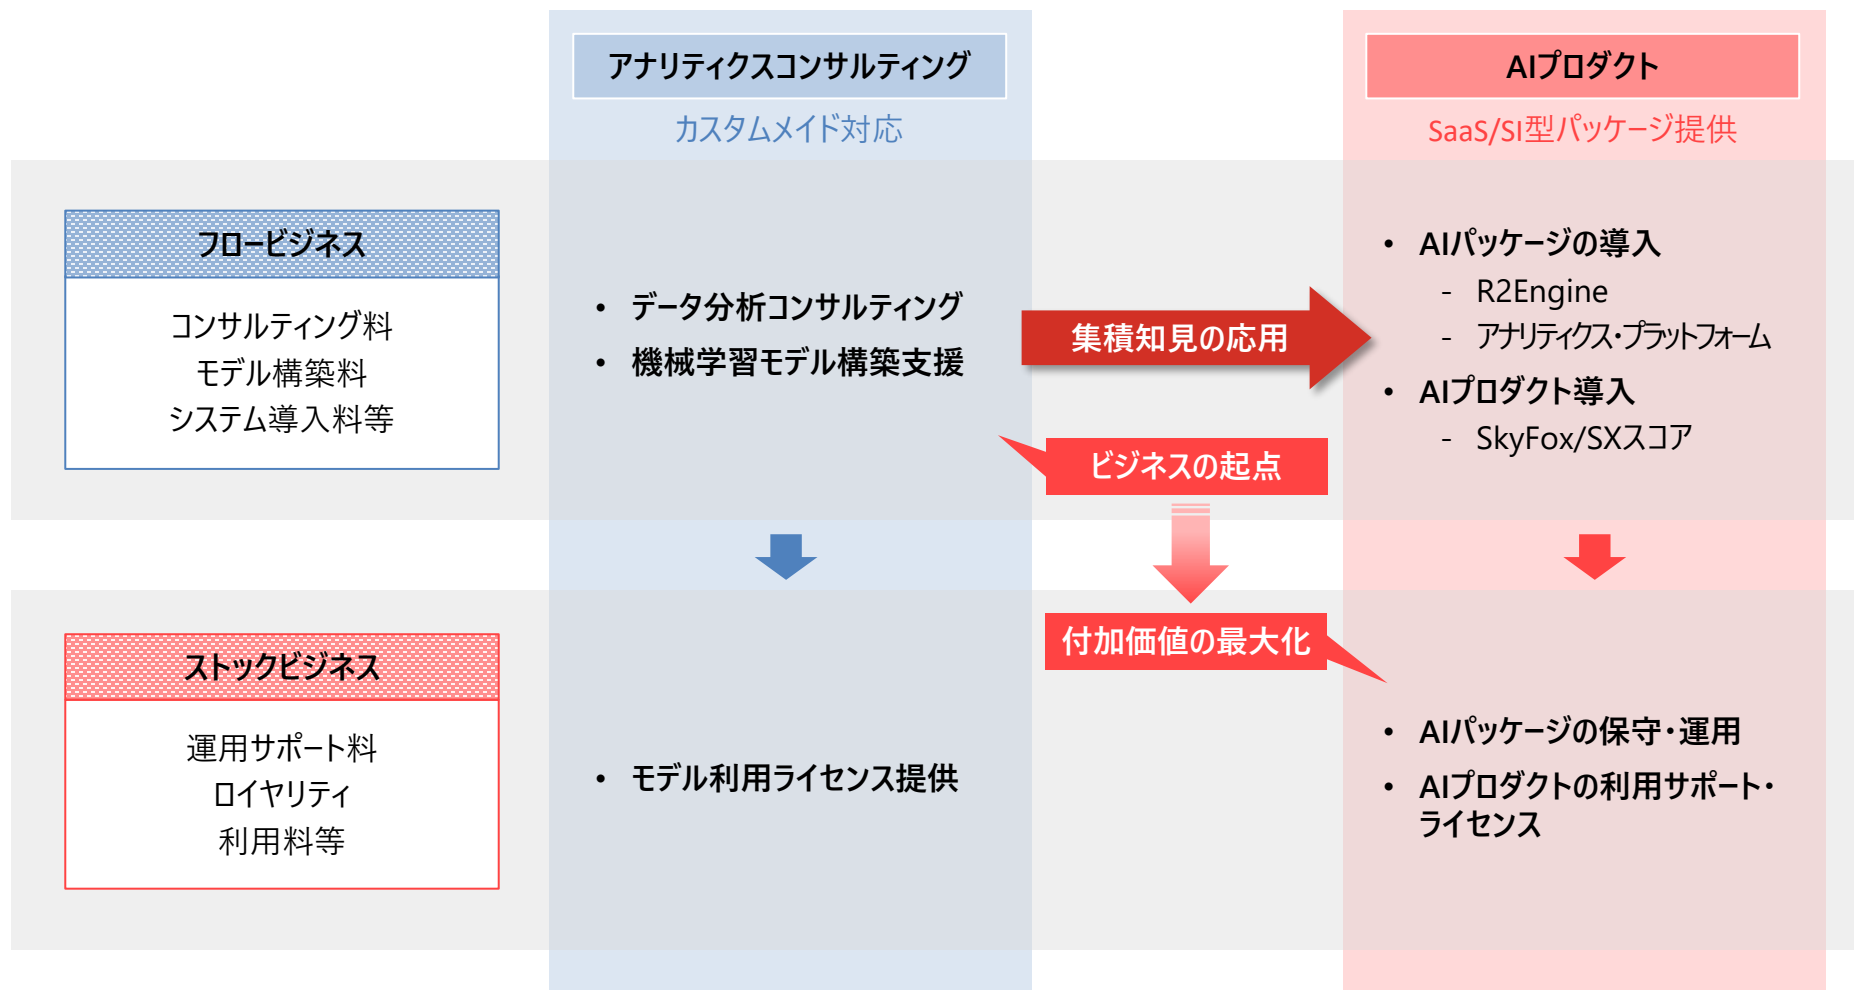 アナリティクスコンサルティング
カスタムメイド対応
AIプロダクト
SaaS/SI型パッケージ提供
フロービジネス
コンサルティング料
モデル構築料
システム導入料等
• データ分析コンサルティング
• 機械学習モデル構築支援
集積知見の応用
• AIパッケージの導入
- R2Engine
- アナリティクス・プラットフォーム
• AIプロダクト導入
- SkyFox/SXスコア
ビジネスの起点
付加価値の最大化
ストックビジネス
運用サポート料
ロイヤリティ
利用料等
• モデル利用ライセンス提供
• AIパッケージの保守・運用
• AIプロダクトの利用サポート・
ライセンス